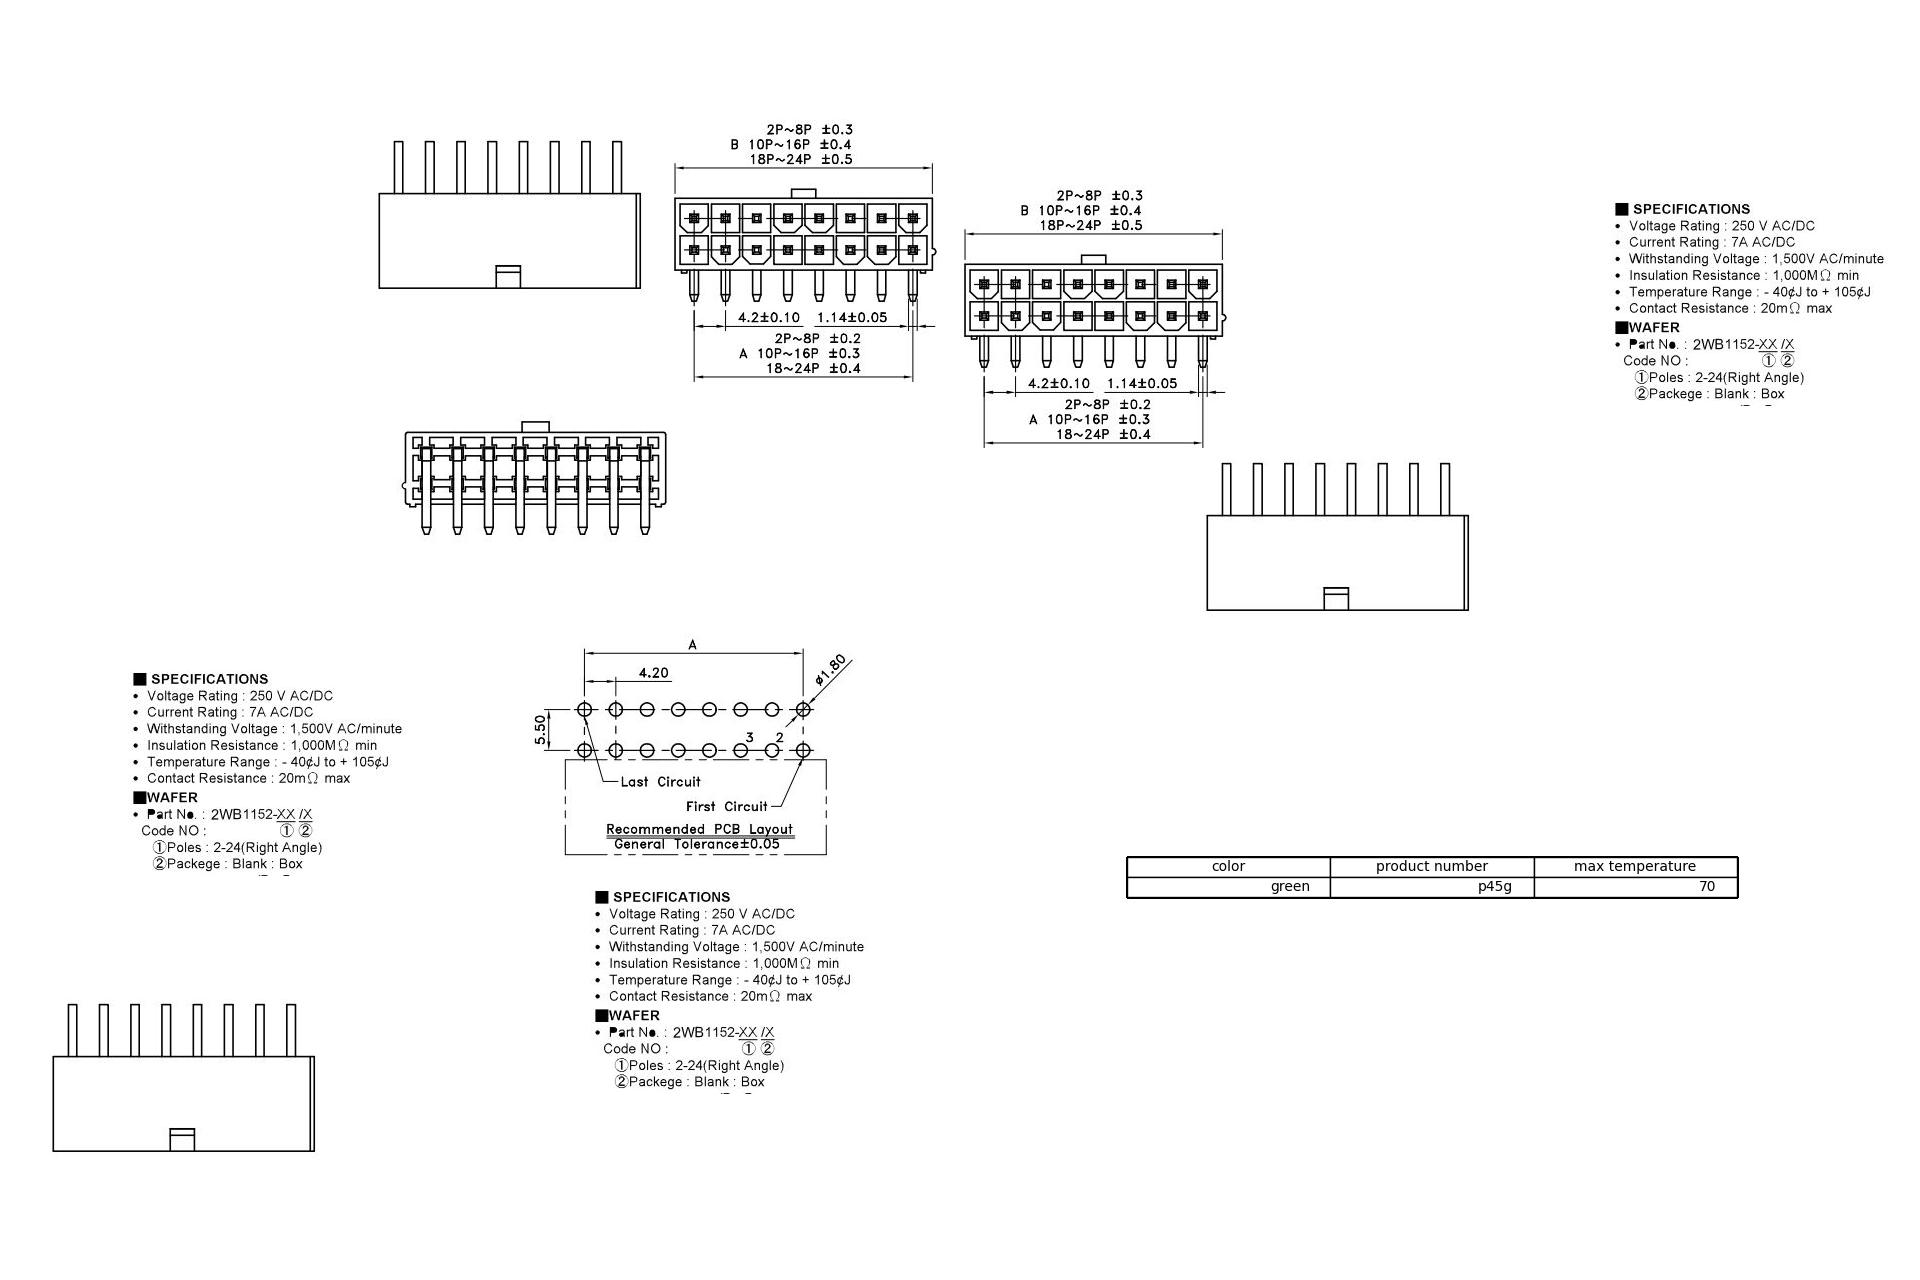 2P~8P ±0.3
B 10P~16P ±0.4
18P~24P ±0.5
4.2±0.10 1.14±0.05
2P~8P ±0.2
A 10P~16P ±0.3
18~24P ±0.4
2P~8P ±0.3
B 10P~16P ±0.4
18P~24P ±0.5
4.2±0.10 1.14±0.05
2P~8P ±0.2
A 10P~16P ±0.3
18~24P ±0.4
■ SPECIFICATIONS
• Voltage Rating : 250 V AC/DC
• Current Rating : 7A AC/DC
• Withstanding Voltage : 1,500V AC/minute
• Insulation Resistance : 1,000MΩ min
• Temperature Range : - 40¢J to + 105¢J
• Contact Resistance : 20mΩ max
■WAFER
• Part No. : 2WB1152-XX /X
Code NO : ① ②
①Poles : 2-24(Right Angle)
②Packege : Blank : Box
■ SPECIFICATIONS
• Voltage Rating : 250 V AC/DC
• Current Rating : 7A AC/DC
• Withstanding Voltage : 1,500V AC/minute
• Insulation Resistance : 1,000MΩ min
• Temperature Range : - 40¢J to + 105¢J
• Contact Resistance : 20mΩ max
■WAFER
• Part No. : 2WB1152-XX /X
Code NO : ① ②
①Poles : 2-24(Right Angle)
②Packege : Blank : Box
A
4.20
ø1.80
5.50
3 2
Last Circuit
First Circuit
Recommended PCB Layout
General Tolerance±0.05
■ SPECIFICATIONS
• Voltage Rating : 250 V AC/DC
• Current Rating : 7A AC/DC
• Withstanding Voltage : 1,500V AC/minute
• Insulation Resistance : 1,000MΩ min
• Temperature Range : - 40¢J to + 105¢J
• Contact Resistance : 20mΩ max
■WAFER
• Part No. : 2WB1152-XX /X
Code NO : ① ②
①Poles : 2-24(Right Angle)
②Packege : Blank : Box
color product number max temperature
green p45g 70